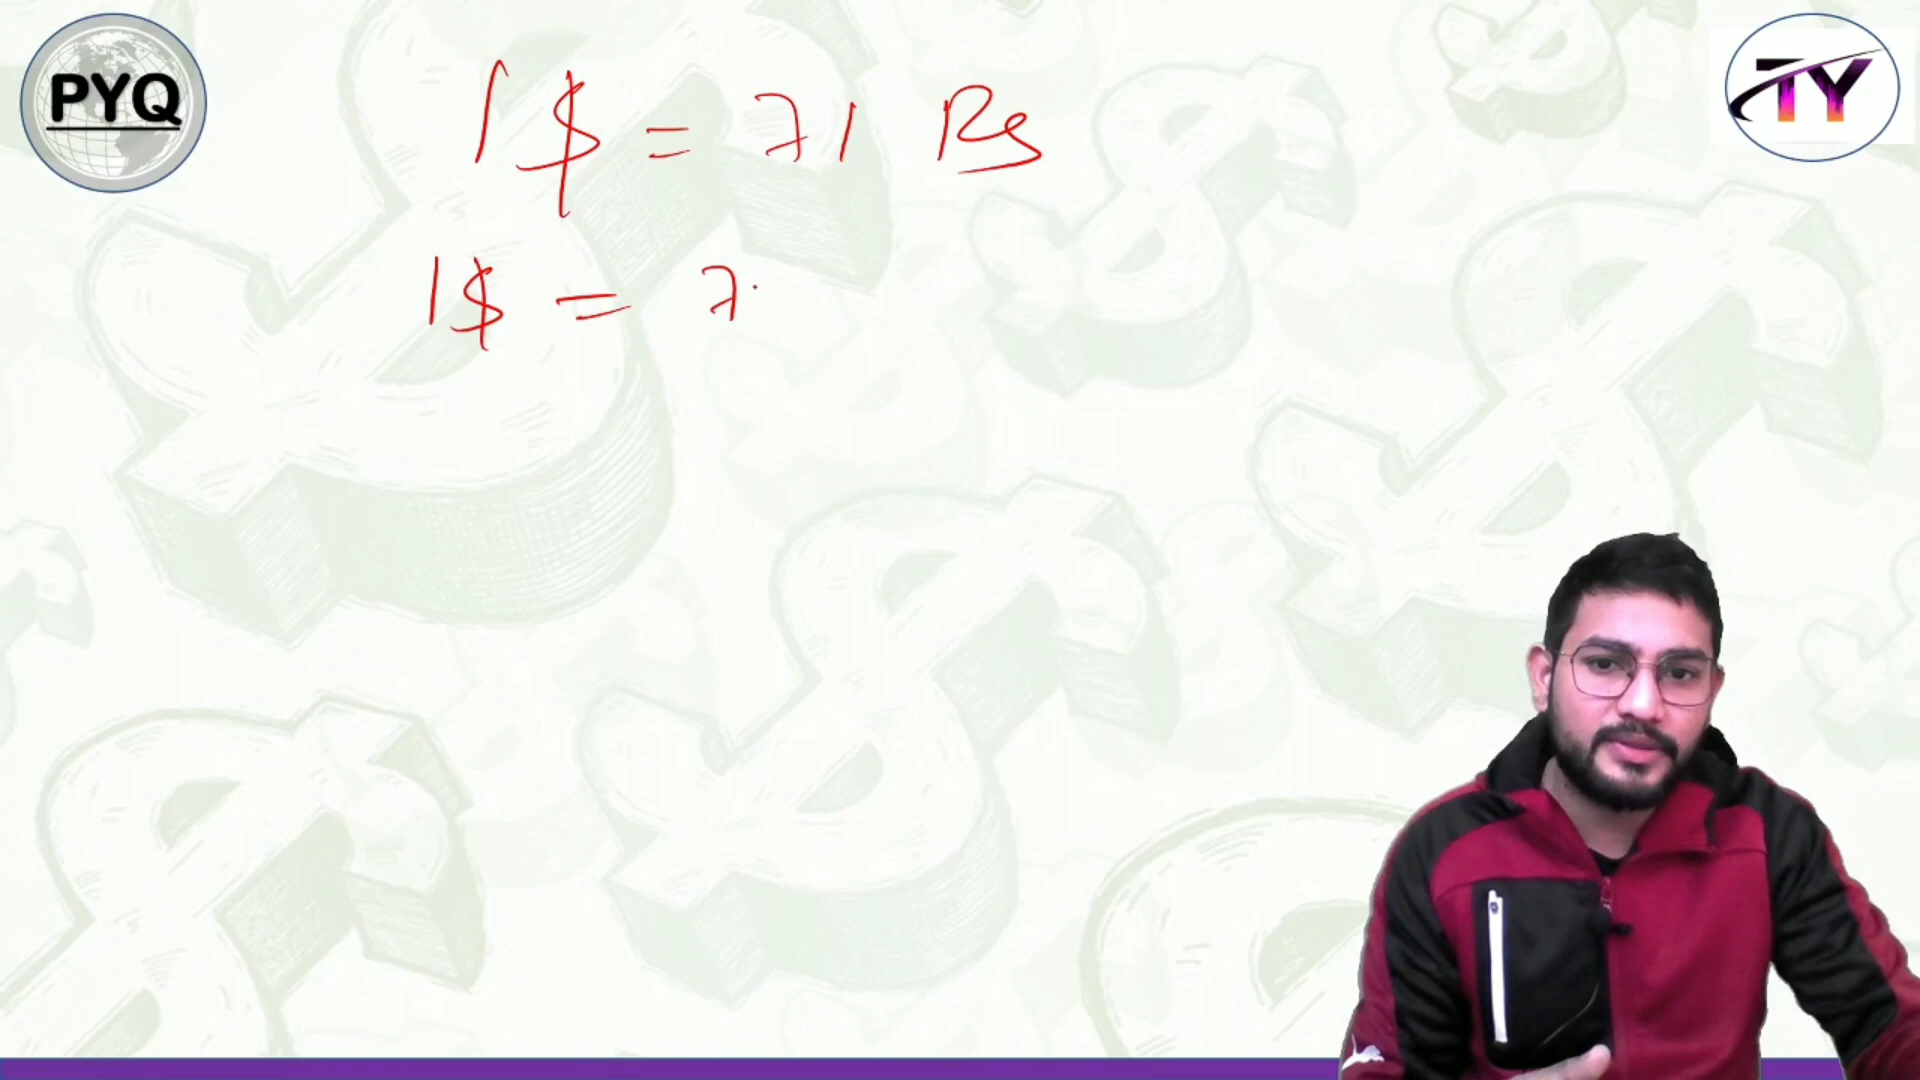 PYQ
TY
1$ = 71 Rs
1$ = 7